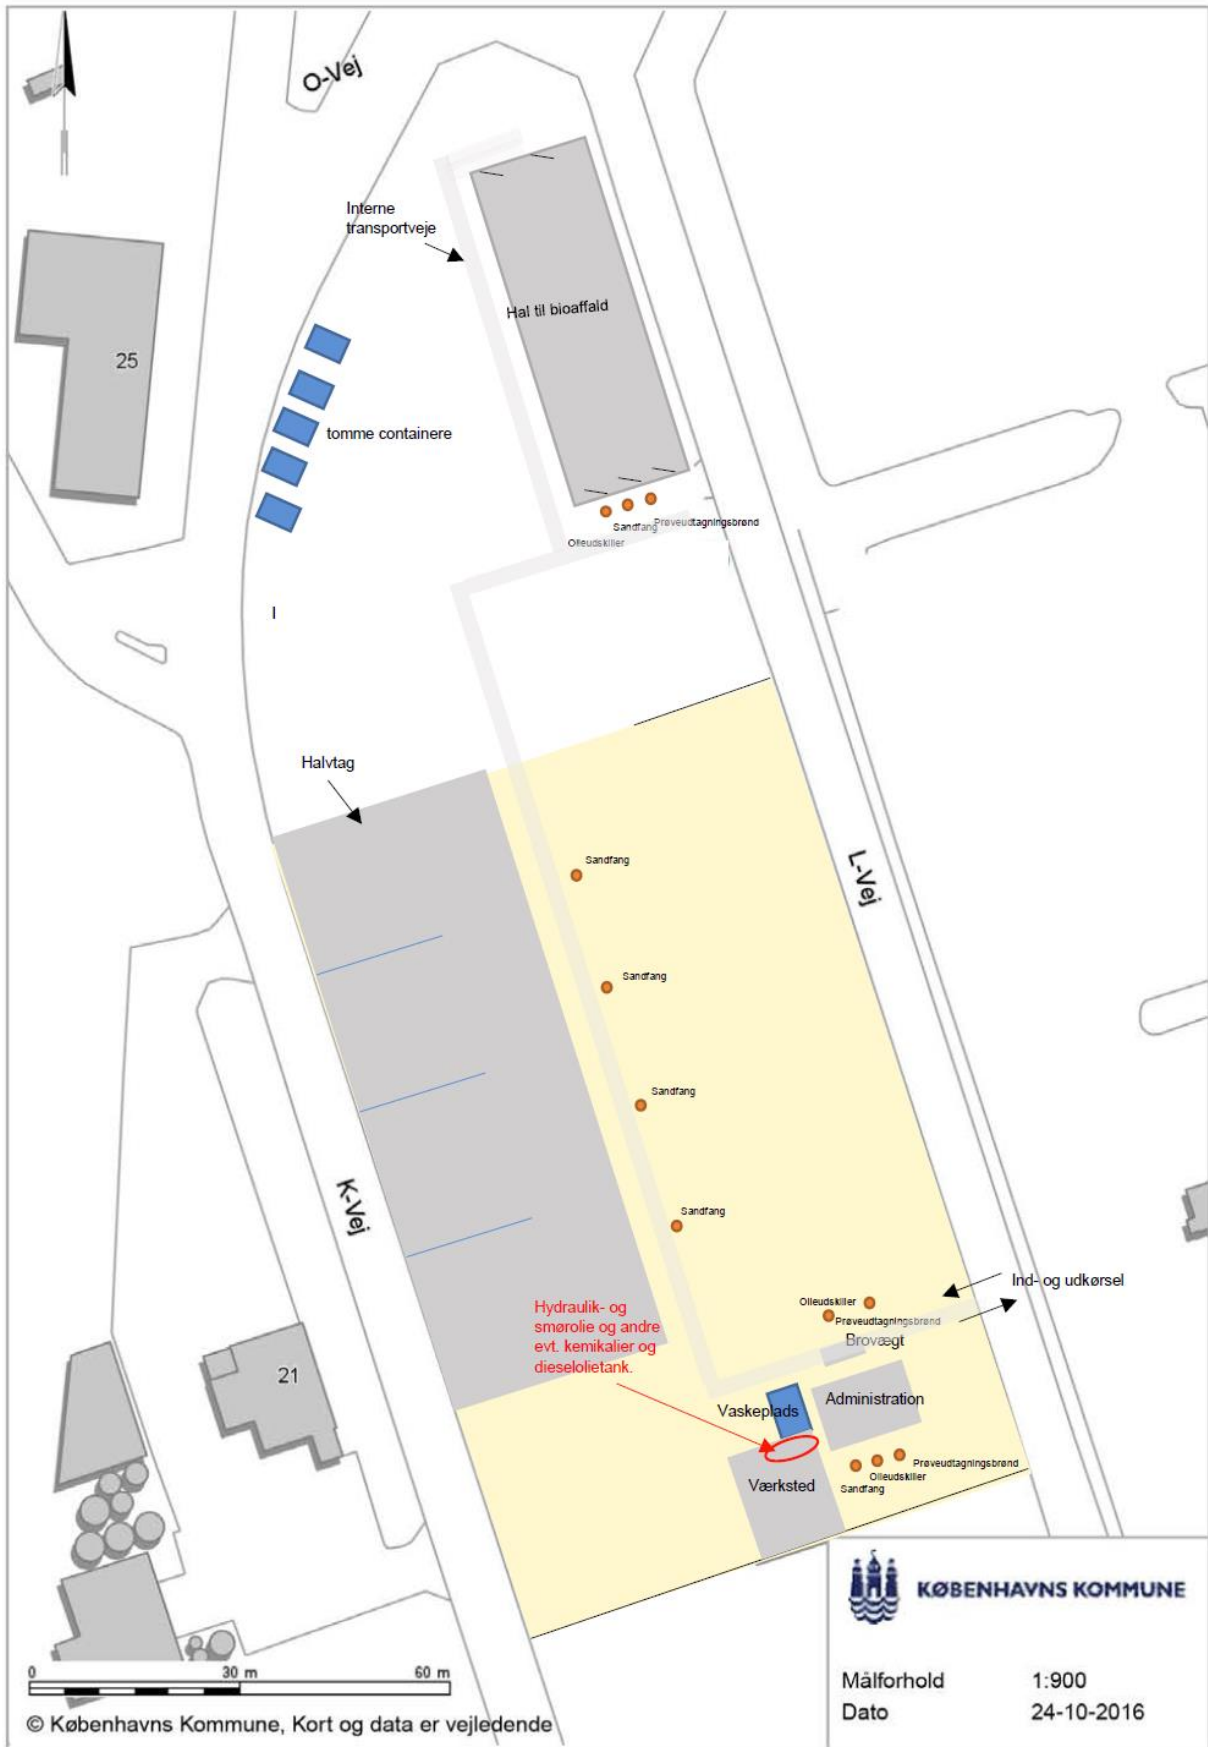 O-Vej
Interne
transportveje
Hal til bioaffald
25
tomme containere
Sandfang
Prøveudtagningsbrønd
Olieudskiller
I
Halvtag
Sandfang
L-Vej
Sandfang
Sandfang
K-Vej
Sandfang
Ind- og udkørsel
Olieudskiller
Prøveudtagningsbrønd
Brovægt
Hydraulik- og
smørolie og andre
evt. kemikalier og
dieselolietank.
21
Administration
Vaskeplads
Prøveudtagningsbrønd
Olieudskiller
Sandfang
Værksted
KØBENHAVNS KOMMUNE
0 30 m 60 m
Målforhold 1:900
Dato 24-10-2016
© Københavns Kommune, Kort og data er vejledende